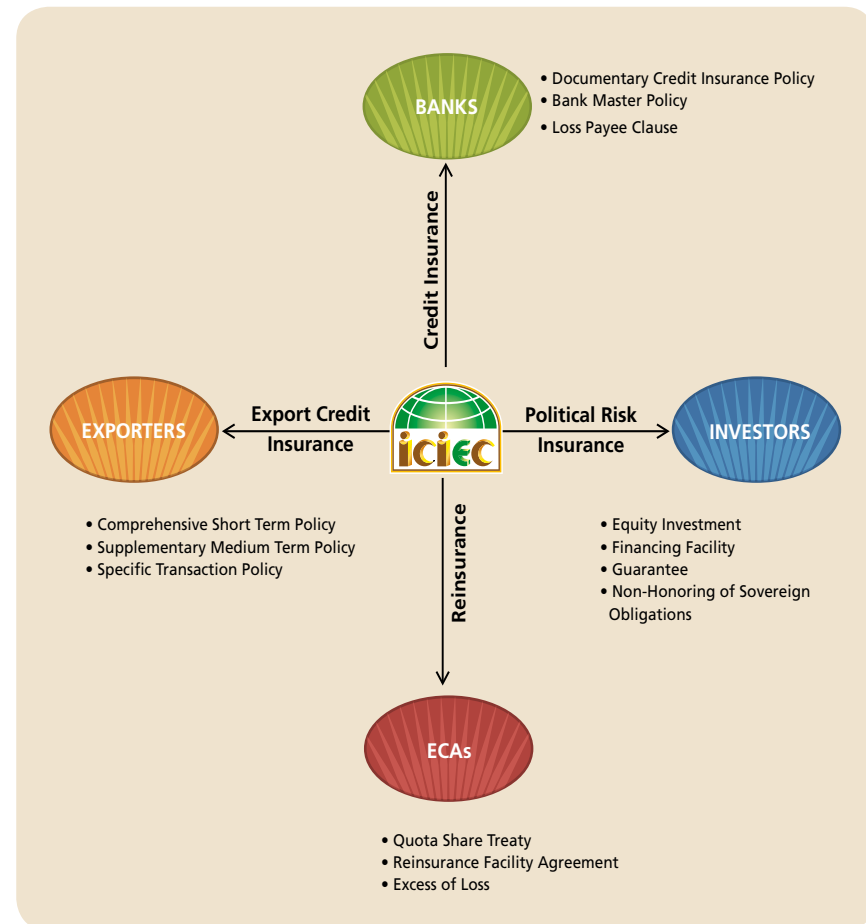 BANKS
• Documentary Credit Insurance Policy
• Bank Master Policy
• Loss Payee Clause
Credit Insurance
EXPORTERS
Export Credit
Insurance
iciec
Political Risk
Insurance
INVESTORS
• Comprehensive Short Term Policy
• Supplementary Medium Term Policy
• Specific Transaction Policy
• Equity Investment
• Financing Facility
• Guarantee
• Non-Honoring of Sovereign
Obligations
Reinsurance
ECAs
• Quota Share Treaty
• Reinsurance Facility Agreement
• Excess of Loss